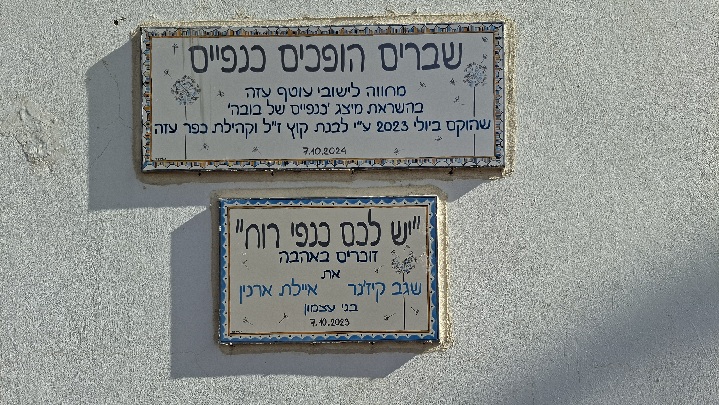 שברים הופכים כנפיים
מחווה לישובי עוטף עזה
בהשראת מיצג 'כנפיים של בובה'
שהוקם ביולי 2023 ע"י לבנת קוץ ז"ל וקהילת כפר עזה
7.10.2024
"יש לכם כנפי רוח"
זוכרים באהבה
את
שגב קיז'נר איילת ארנין
בני עצמון
7.10.2023